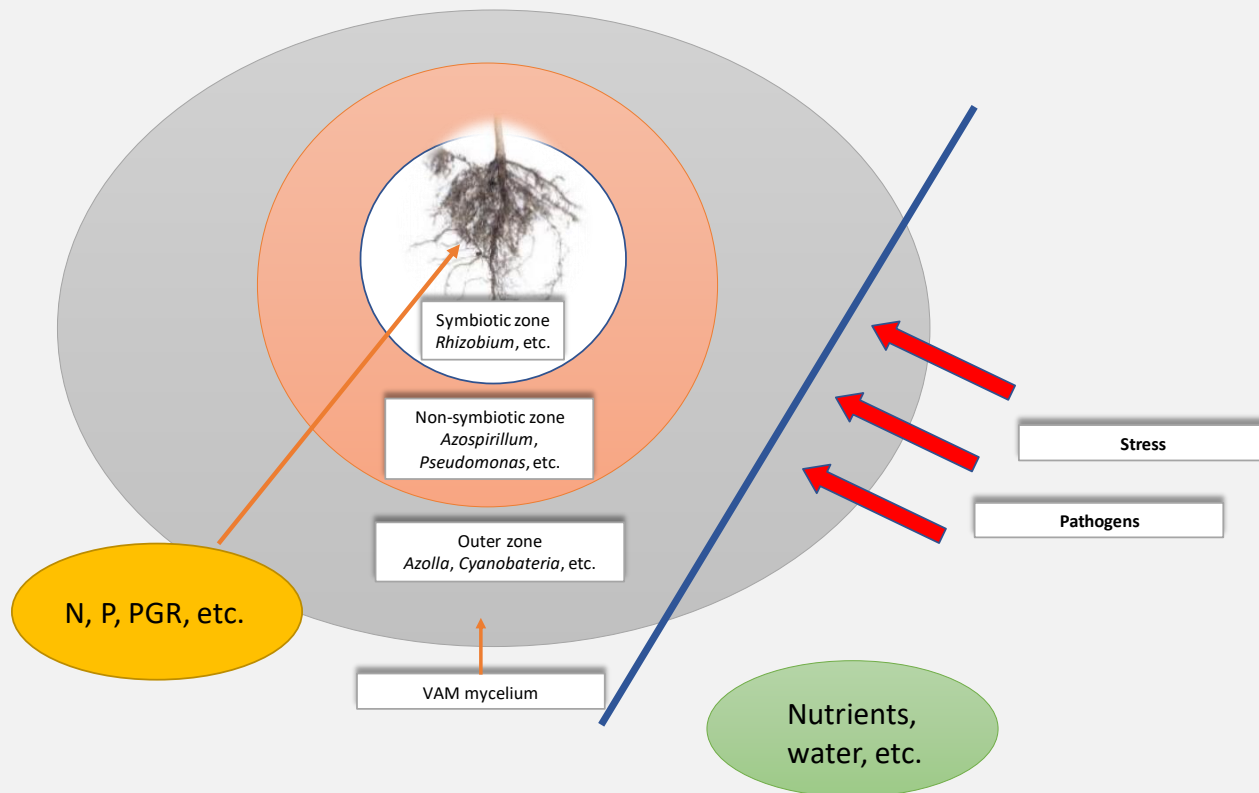 Symbiotic zone
Rhizobium, etc.
Non-symbiotic zone
Azospirillum,
Pseudomonas, etc.
Outer zone
Azolla, Cyanobateria, etc.
VAM mycelium
N, P, PGR, etc.
Stress
Pathogens
Nutrients,
water, etc.